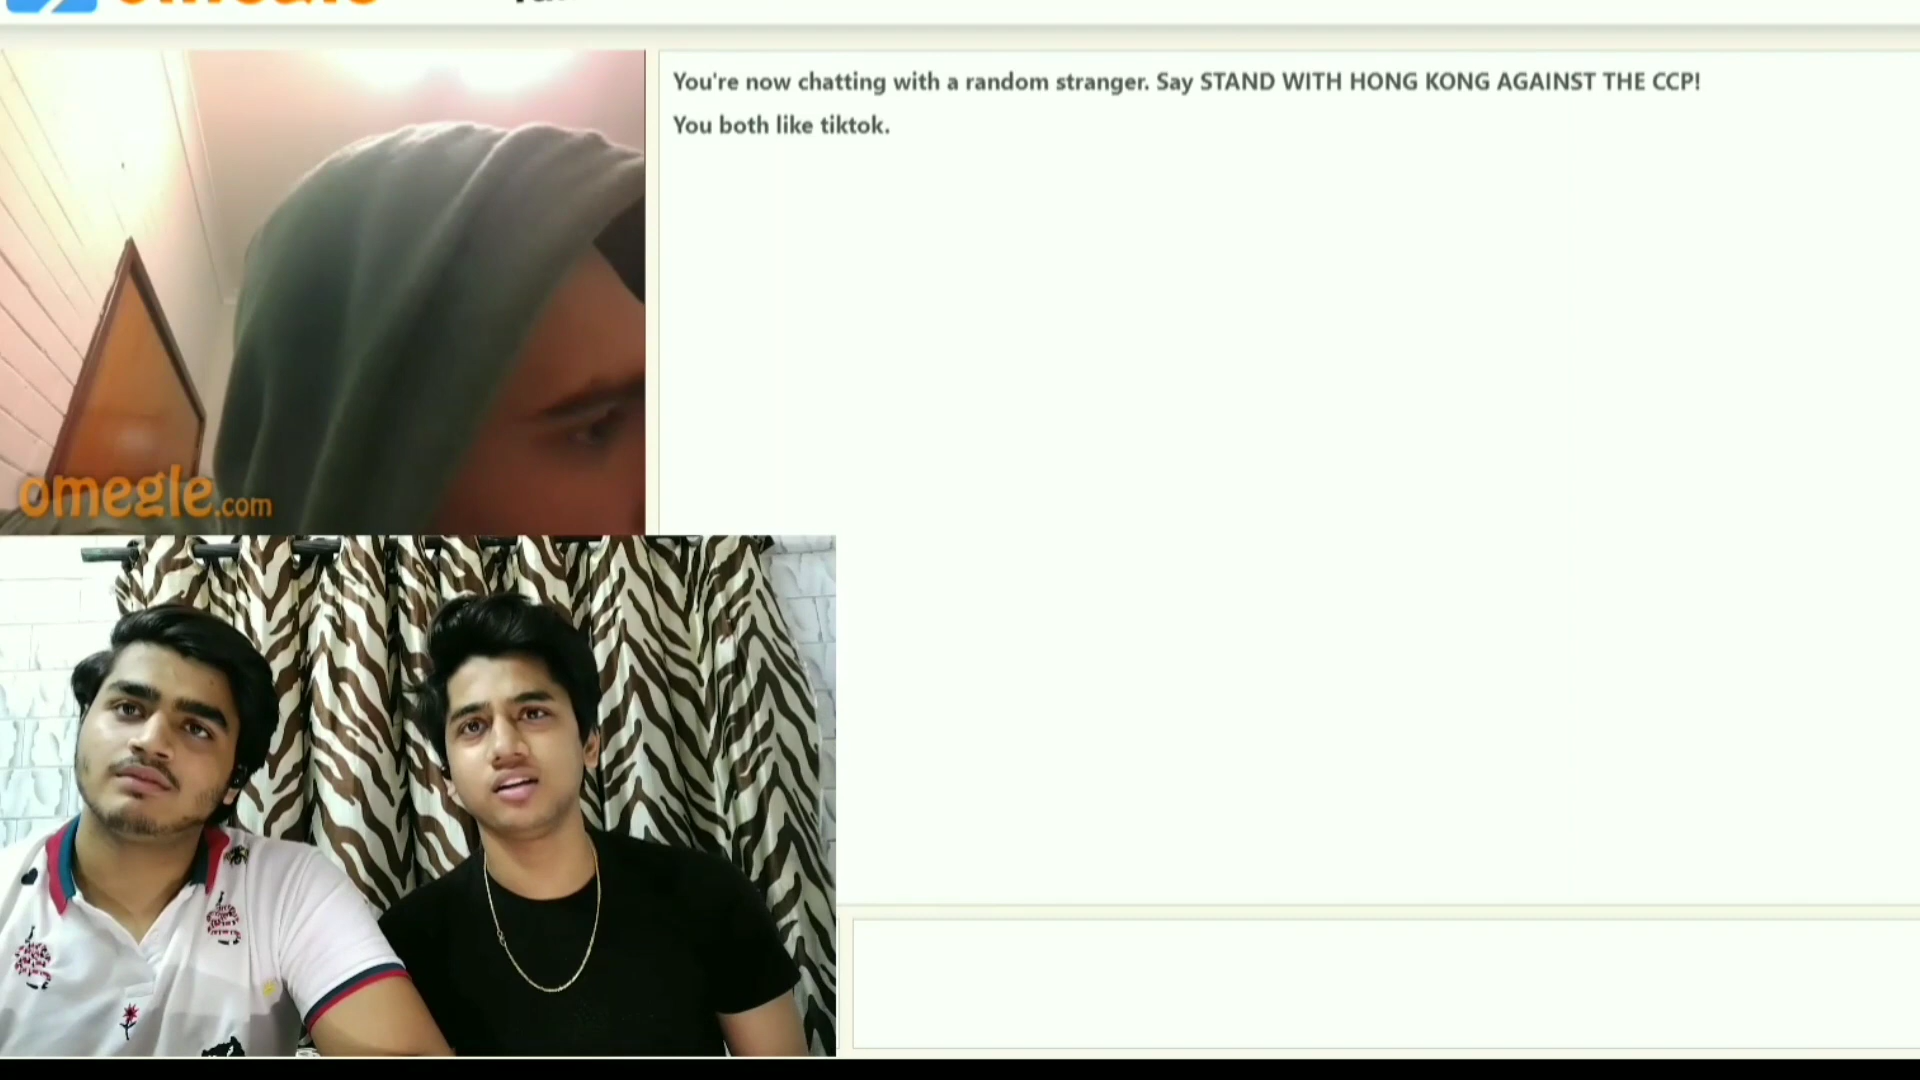 omegle
You're now chatting with a random stranger. Say STAND WITH HONG KONG AGAINST THE CCP!
You both like tiktok.
omegle.com